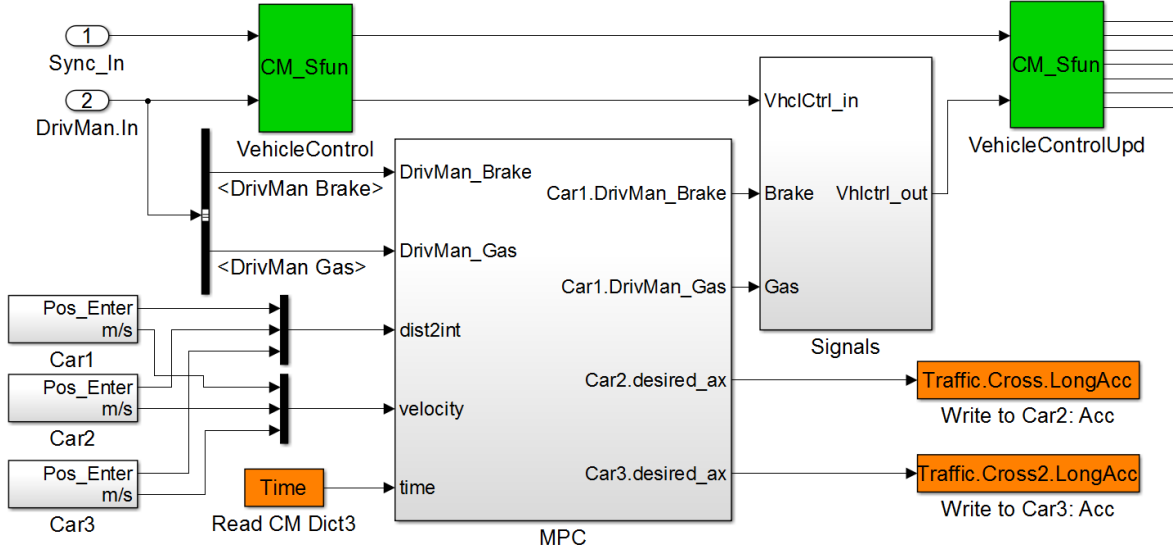 1
Sync_In
2
DrivMan.In
CM_Sfun
VehicleControl
<DrivMan Brake>
<DrivMan Gas>
Pos_Enter
m/s
Car1
Pos_Enter
m/s
Car2
Pos_Enter
m/s
Car3
Time
Read CM Dict3
DrivMan_Brake
DrivMan_Gas
dist2int
velocity
time
Car1.DrivMan_Brake
Car1.DrivMan_Gas
Car2.desired_ax
Car3.desired_ax
MPC
VhclCtrl_in
Brake
Vhlctrl_out
Gas
Signals
CM_Sfun
VehicleControlUpd
Traffic.Cross.LongAcc
Write to Car2: Acc
Traffic.Cross2.LongAcc
Write to Car3: Acc